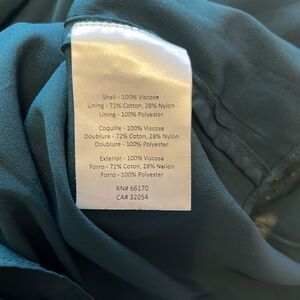 Shell - 100% Viscose
Lining - 72% Cotton, 28% Nylon
Lining - 100% Polyester
Coquille - 100% Viscose
Doublure - 72% Coton, 28% Nylon
Doublure - 100% Polyester
Exterior - 100% Viscosa
Forro - 72% Coton, 28% Nailon
Forro - 100% Polyester
RN# 66170
CA# 32054